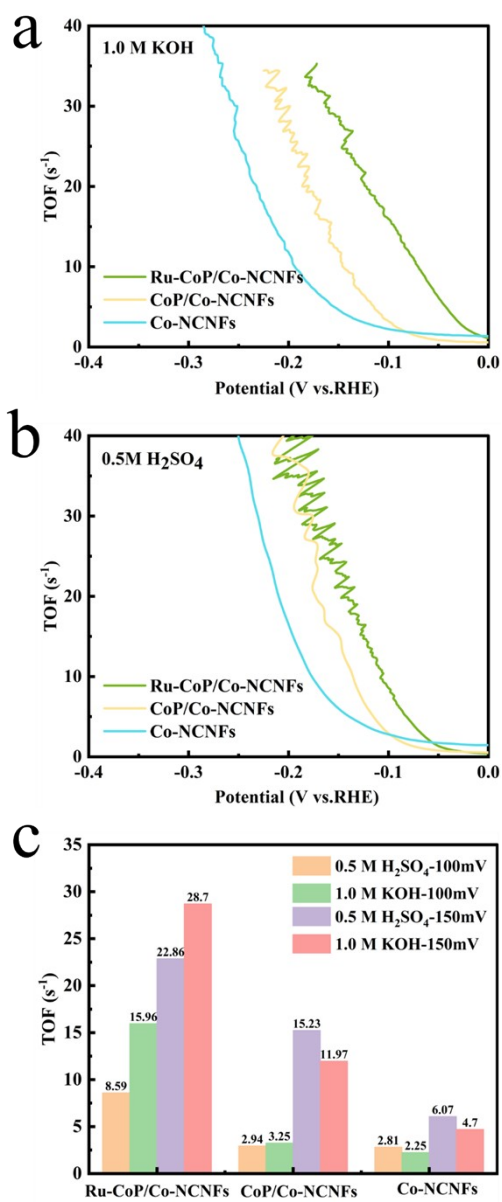 a
1.0 M KOH
TOF (s⁻¹)
40
30
20
10
0
Ru-CoP/Co-NCNFs
CoP/Co-NCNFs
Co-NCNFs
-0.4 -0.3 -0.2 -0.1 0.0
Potential (V vs.RHE)
b
0.5M H₂SO₄
TOF (s⁻¹)
40
30
20
10
0
Ru-CoP/Co-NCNFs
CoP/Co-NCNFs
Co-NCNFs
-0.4 -0.3 -0.2 -0.1 0.0
Potential (V vs.RHE)
c
TOF (s⁻¹)
35
30
25
20
15
10
5
0
0.5 M H₂SO₄-100mV
1.0 M KOH-100mV
0.5 M H₂SO₄-150mV
1.0 M KOH-150mV
8.59 15.96 22.86 28.7
2.94 3.25 15.23 11.97
2.81 2.25 6.07 4.7
Ru-CoP/Co-NCNFs CoP/Co-NCNFs Co-NCNFs